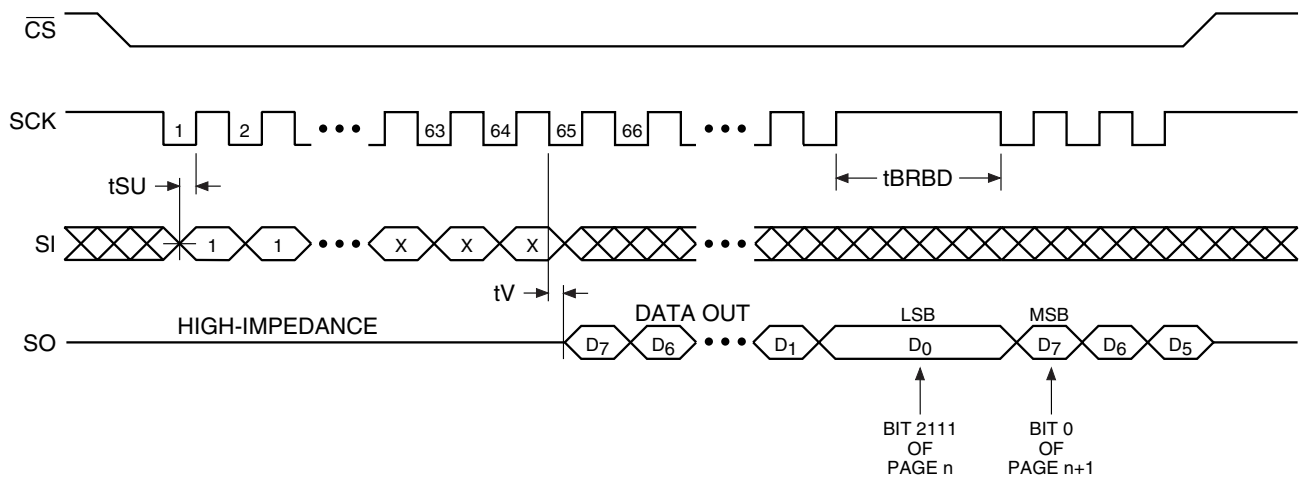 CS
SCK 1 2 ••• 63 64 65 66 •••
tSU tBRBD
SI 1 1 ••• X X X •••
tV
HIGH-IMPEDANCE DATA OUT LSB MSB
SO D7 D6 ••• D1 D0 D7 D6 D5
BIT 2111 OF PAGE n
BIT 0 OF PAGE n+1